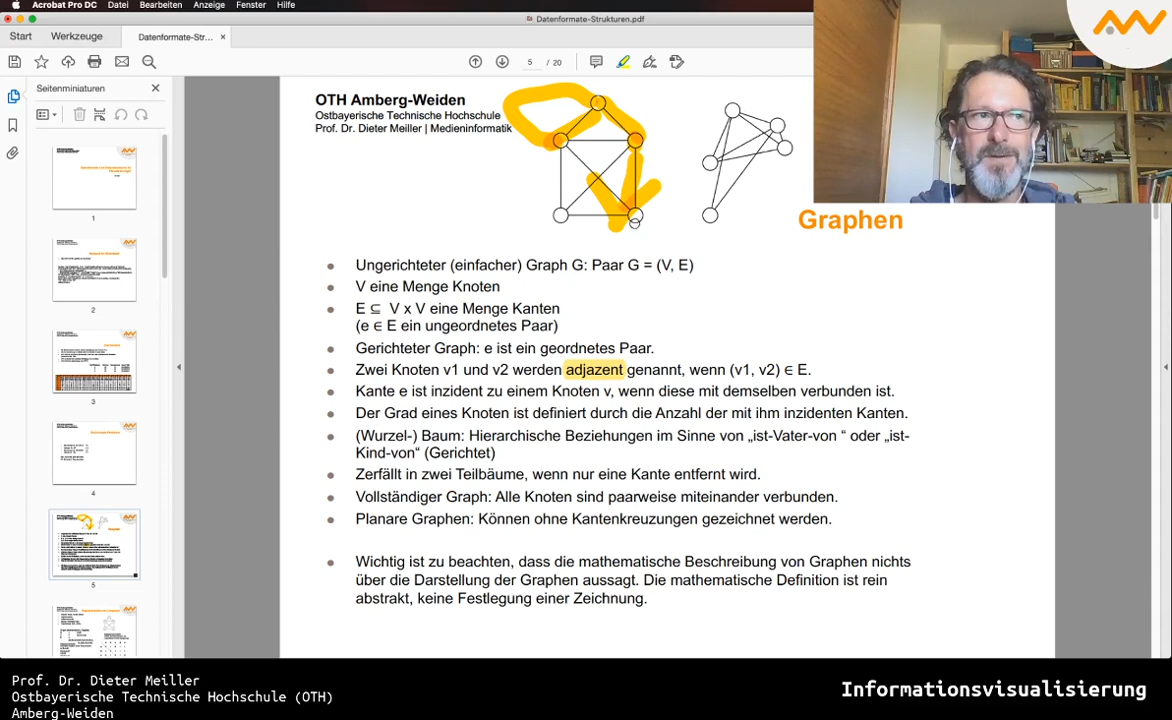 Acrobat Pro DC Datei Bearbeiten Anzeige Fenster Hilfe
Datenformate-Strukturen.pdf
Start Werkzeuge Datenformate-Str... ×
5 / 20
Seitenminiaturen
1
2
3
4
5
OTH Amberg-Weiden
Ostbayerische Technische Hochschule
Prof. Dr. Dieter Meiller | Medieninformatik
Graphen
Ungerichteter (einfacher) Graph G: Paar G = (V, E)
V eine Menge Knoten
E ⊆ V x V eine Menge Kanten
(e ∈ E ein ungeordnetes Paar)
Gerichteter Graph: e ist ein geordnetes Paar.
Zwei Knoten v1 und v2 werden adjazent genannt, wenn (v1, v2) ∈ E.
Kante e ist inzident zu einem Knoten v, wenn diese mit demselben verbunden ist.
Der Grad eines Knoten ist definiert durch die Anzahl der mit ihm inzidenten Kanten.
(Wurzel-) Baum: Hierarchische Beziehungen im Sinne von „ist-Vater-von “ oder „ist-
Kind-von“ (Gerichtet)
Zerfällt in zwei Teilbäume, wenn nur eine Kante entfernt wird.
Vollständiger Graph: Alle Knoten sind paarweise miteinander verbunden.
Planare Graphen: Können ohne Kantenkreuzungen gezeichnet werden.
Wichtig ist zu beachten, dass die mathematische Beschreibung von Graphen nichts
über die Darstellung der Graphen aussagt. Die mathematische Definition ist rein
abstrakt, keine Festlegung einer Zeichnung.
Prof. Dr. Dieter Meiller
Ostbayerische Technische Hochschule (OTH)
Amberg-Weiden
Informationsvisualisierung